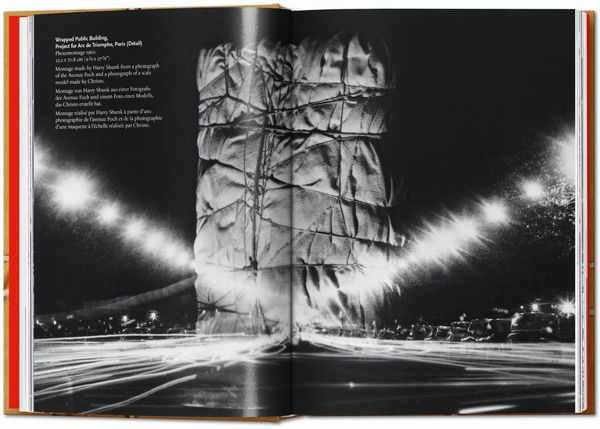 Wrapped Public Building,
Project for Arc de Triomphe, Paris (Detail)
Photomontage 1962
25.2 x 70.8 cm (9⅞ x 27⅞")
Montage made by Harry Shunk from a photograph
of the Avenue Foch and a photograph of a scale
model made by Christo.
Montage von Harry Shunk aus einer Fotografie
der Avenue Foch und einem Foto eines Modells,
das Christo erstellt hat.
Montage réalisé par Harry Shunk à partir d'une
photographie de l'avenue Foch et de la photographie
d'une maquette à l'échelle réalisée par Christo.